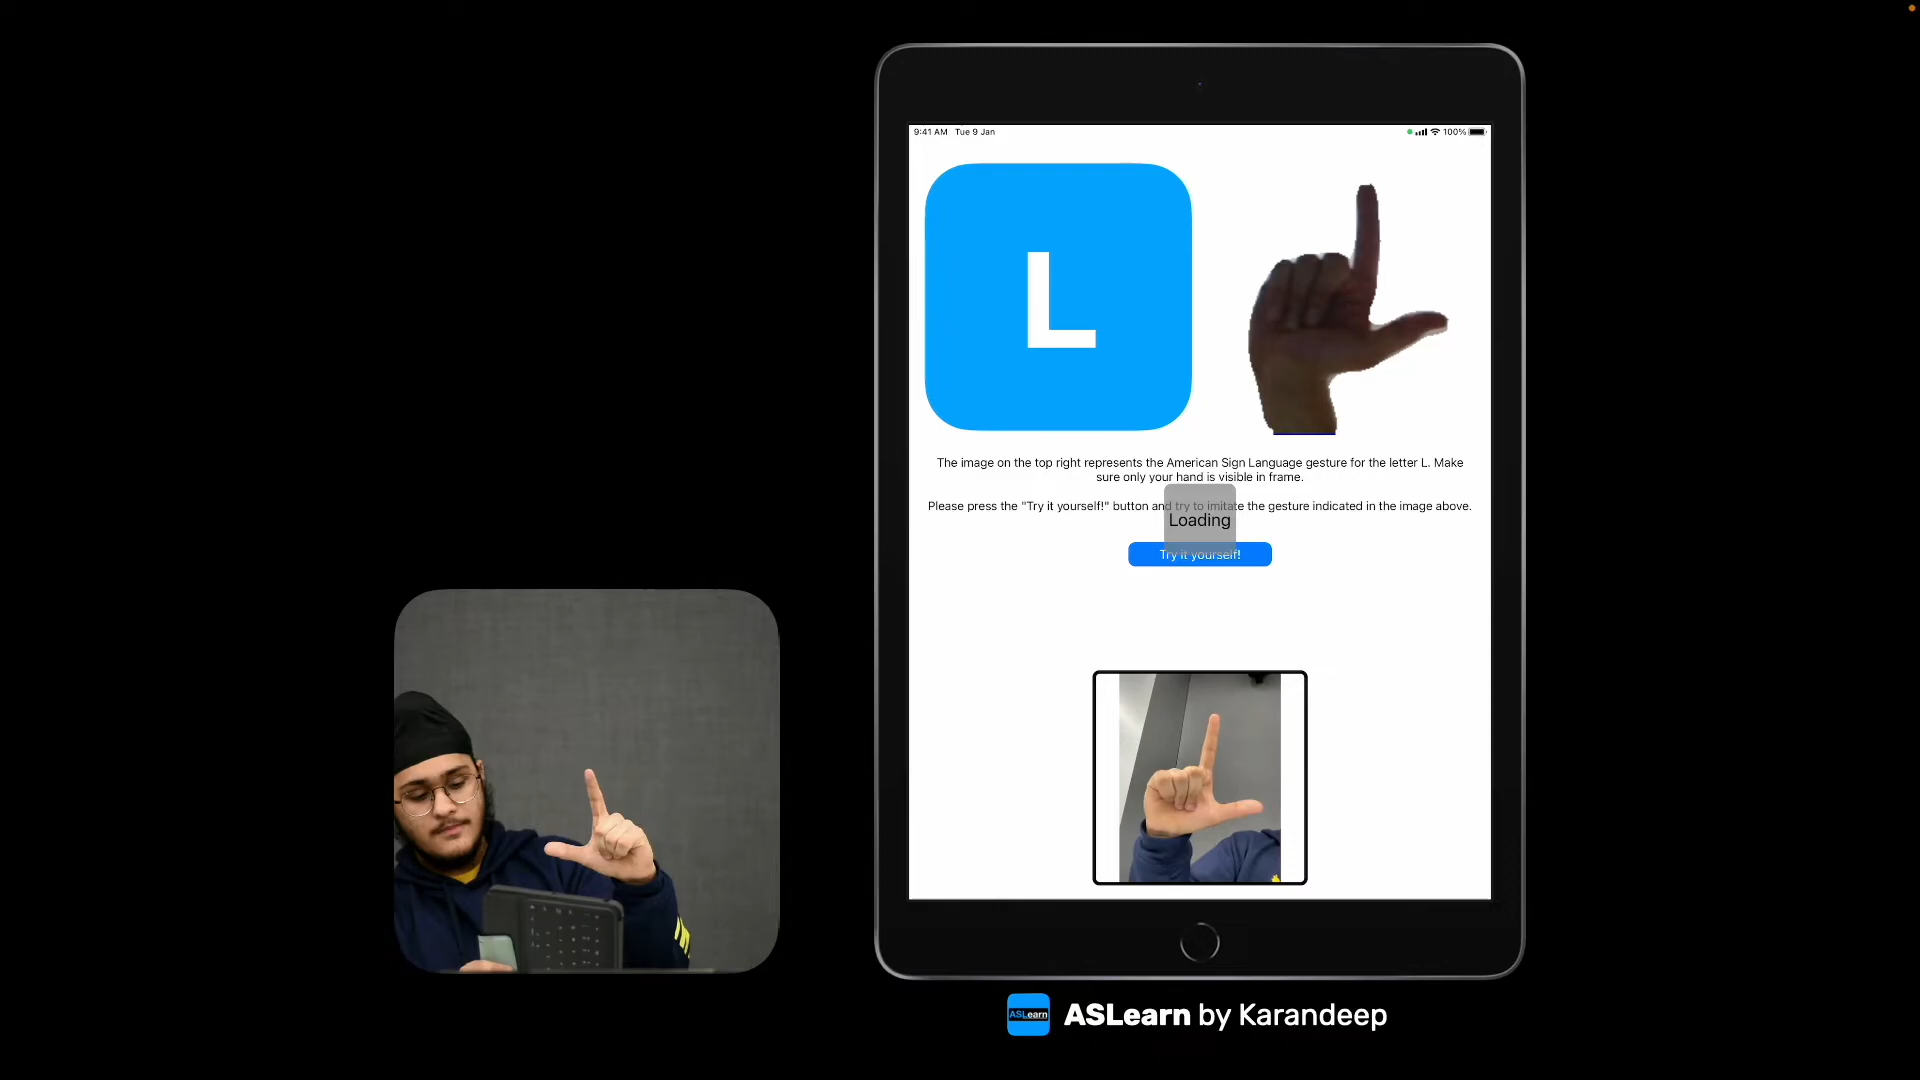 9:41 AM Tue 9 Jan
100%
L
The image on the top right represents the American Sign Language gesture for the letter L. Make
sure only your hand is visible in frame.
Please press the "Try it yourself!" button and try to imitate the gesture indicated in the image above.
Loading
Try it yourself!
ASLearn
ASLearn by Karandeep